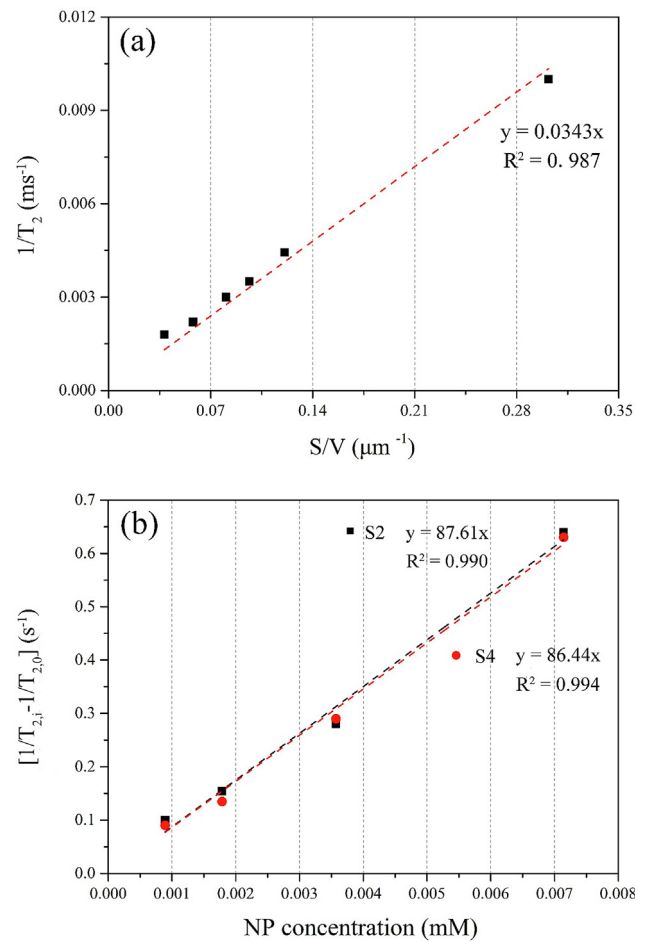 (a)
0.012
0.009
0.006
0.003
0.000
1/T2 (ms-1)
y = 0.0343x
R2 = 0. 987
0.00 0.07 0.14 0.21 0.28 0.35
S/V (μm -1)
(b)
0.7
0.6
0.5
0.4
0.3
0.2
0.1
0.0
[1/T2,i-1/T2,0] (s-1)
S2 y = 87.61x
R2 = 0.990
S4 y = 86.44x
R2 = 0.994
0.000 0.001 0.002 0.003 0.004 0.005 0.006 0.007 0.008
NP concentration (mM)